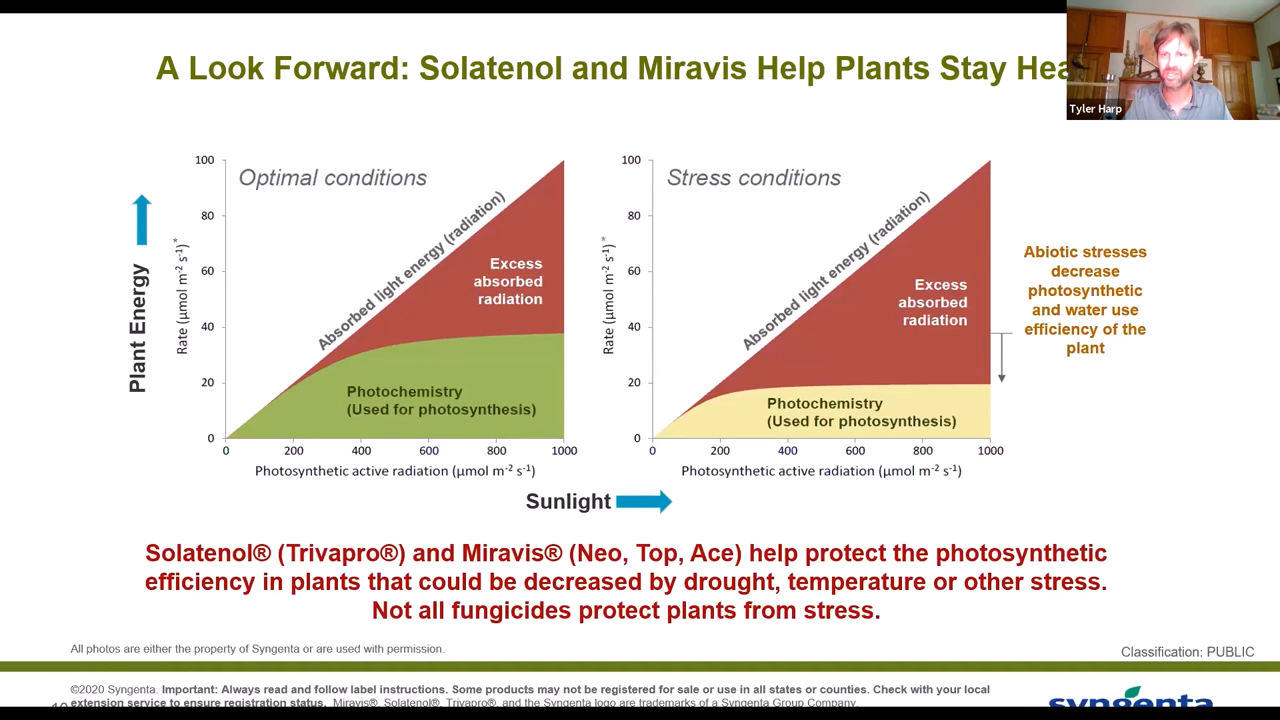 A Look Forward: Solatenol and Miravis Help Plants Stay Hea
Tyler Harp
Plant Energy
Optimal conditions
100
80
60
40
20
0
Rate (µmol m-2 s-1)*
Absorbed light energy (radiation)
Excess
absorbed
radiation
Photochemistry
(Used for photosynthesis)
0 200 400 600 800 1000
Photosynthetic active radiation (µmol m-2 s-1)
Stress conditions
100
80
60
40
20
0
Rate (µmol m-2 s-1)*
Absorbed light energy (radiation)
Excess
absorbed
radiation
Photochemistry
(Used for photosynthesis)
0 200 400 600 800 1000
Photosynthetic active radiation (µmol m-2 s-1)
Abiotic stresses
decrease
photosynthetic
and water use
efficiency of the
plant
Sunlight
Solatenol® (Trivapro®) and Miravis® (Neo, Top, Ace) help protect the photosynthetic
efficiency in plants that could be decreased by drought, temperature or other stress.
Not all fungicides protect plants from stress.
All photos are either the property of Syngenta or are used with permission.
Classification: PUBLIC
©2020 Syngenta. Important: Always read and follow label instructions. Some products may not be registered for sale or use in all states or counties. Check with your local
extension service to ensure registration status. Miravis®, Solatenol®, Trivapro®, and the Syngenta logo are trademarks of a Syngenta Group Company.
syngenta